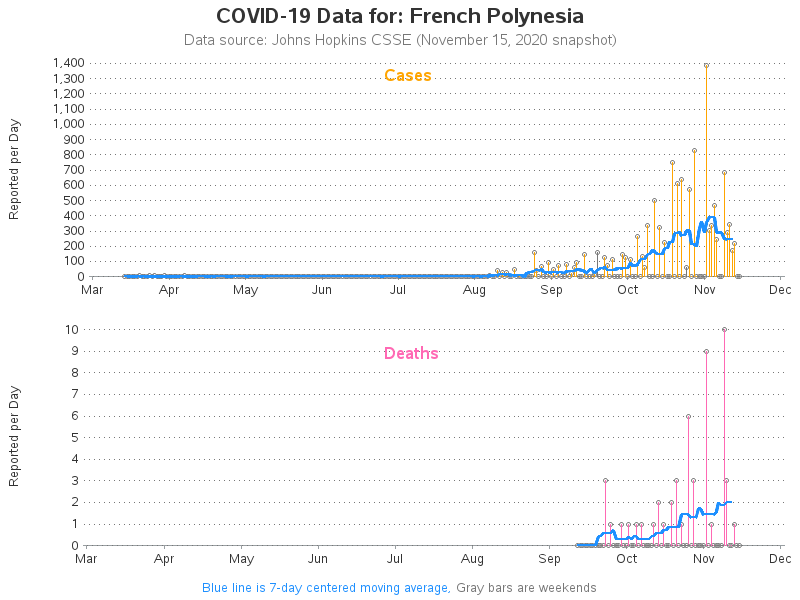 COVID-19 Data for: French Polynesia
Data source: Johns Hopkins CSSE (November 15, 2020 snapshot)
Cases
Reported per Day
1,400
1,300
1,200
1,100
1,000
900
800
700
600
500
400
300
200
100
0
Mar Apr May Jun Jul Aug Sep Oct Nov Dec
Deaths
Reported per Day
10
9
8
7
6
5
4
3
2
1
0
Mar Apr May Jun Jul Aug Sep Oct Nov Dec
Blue line is 7-day centered moving average, Gray bars are weekends